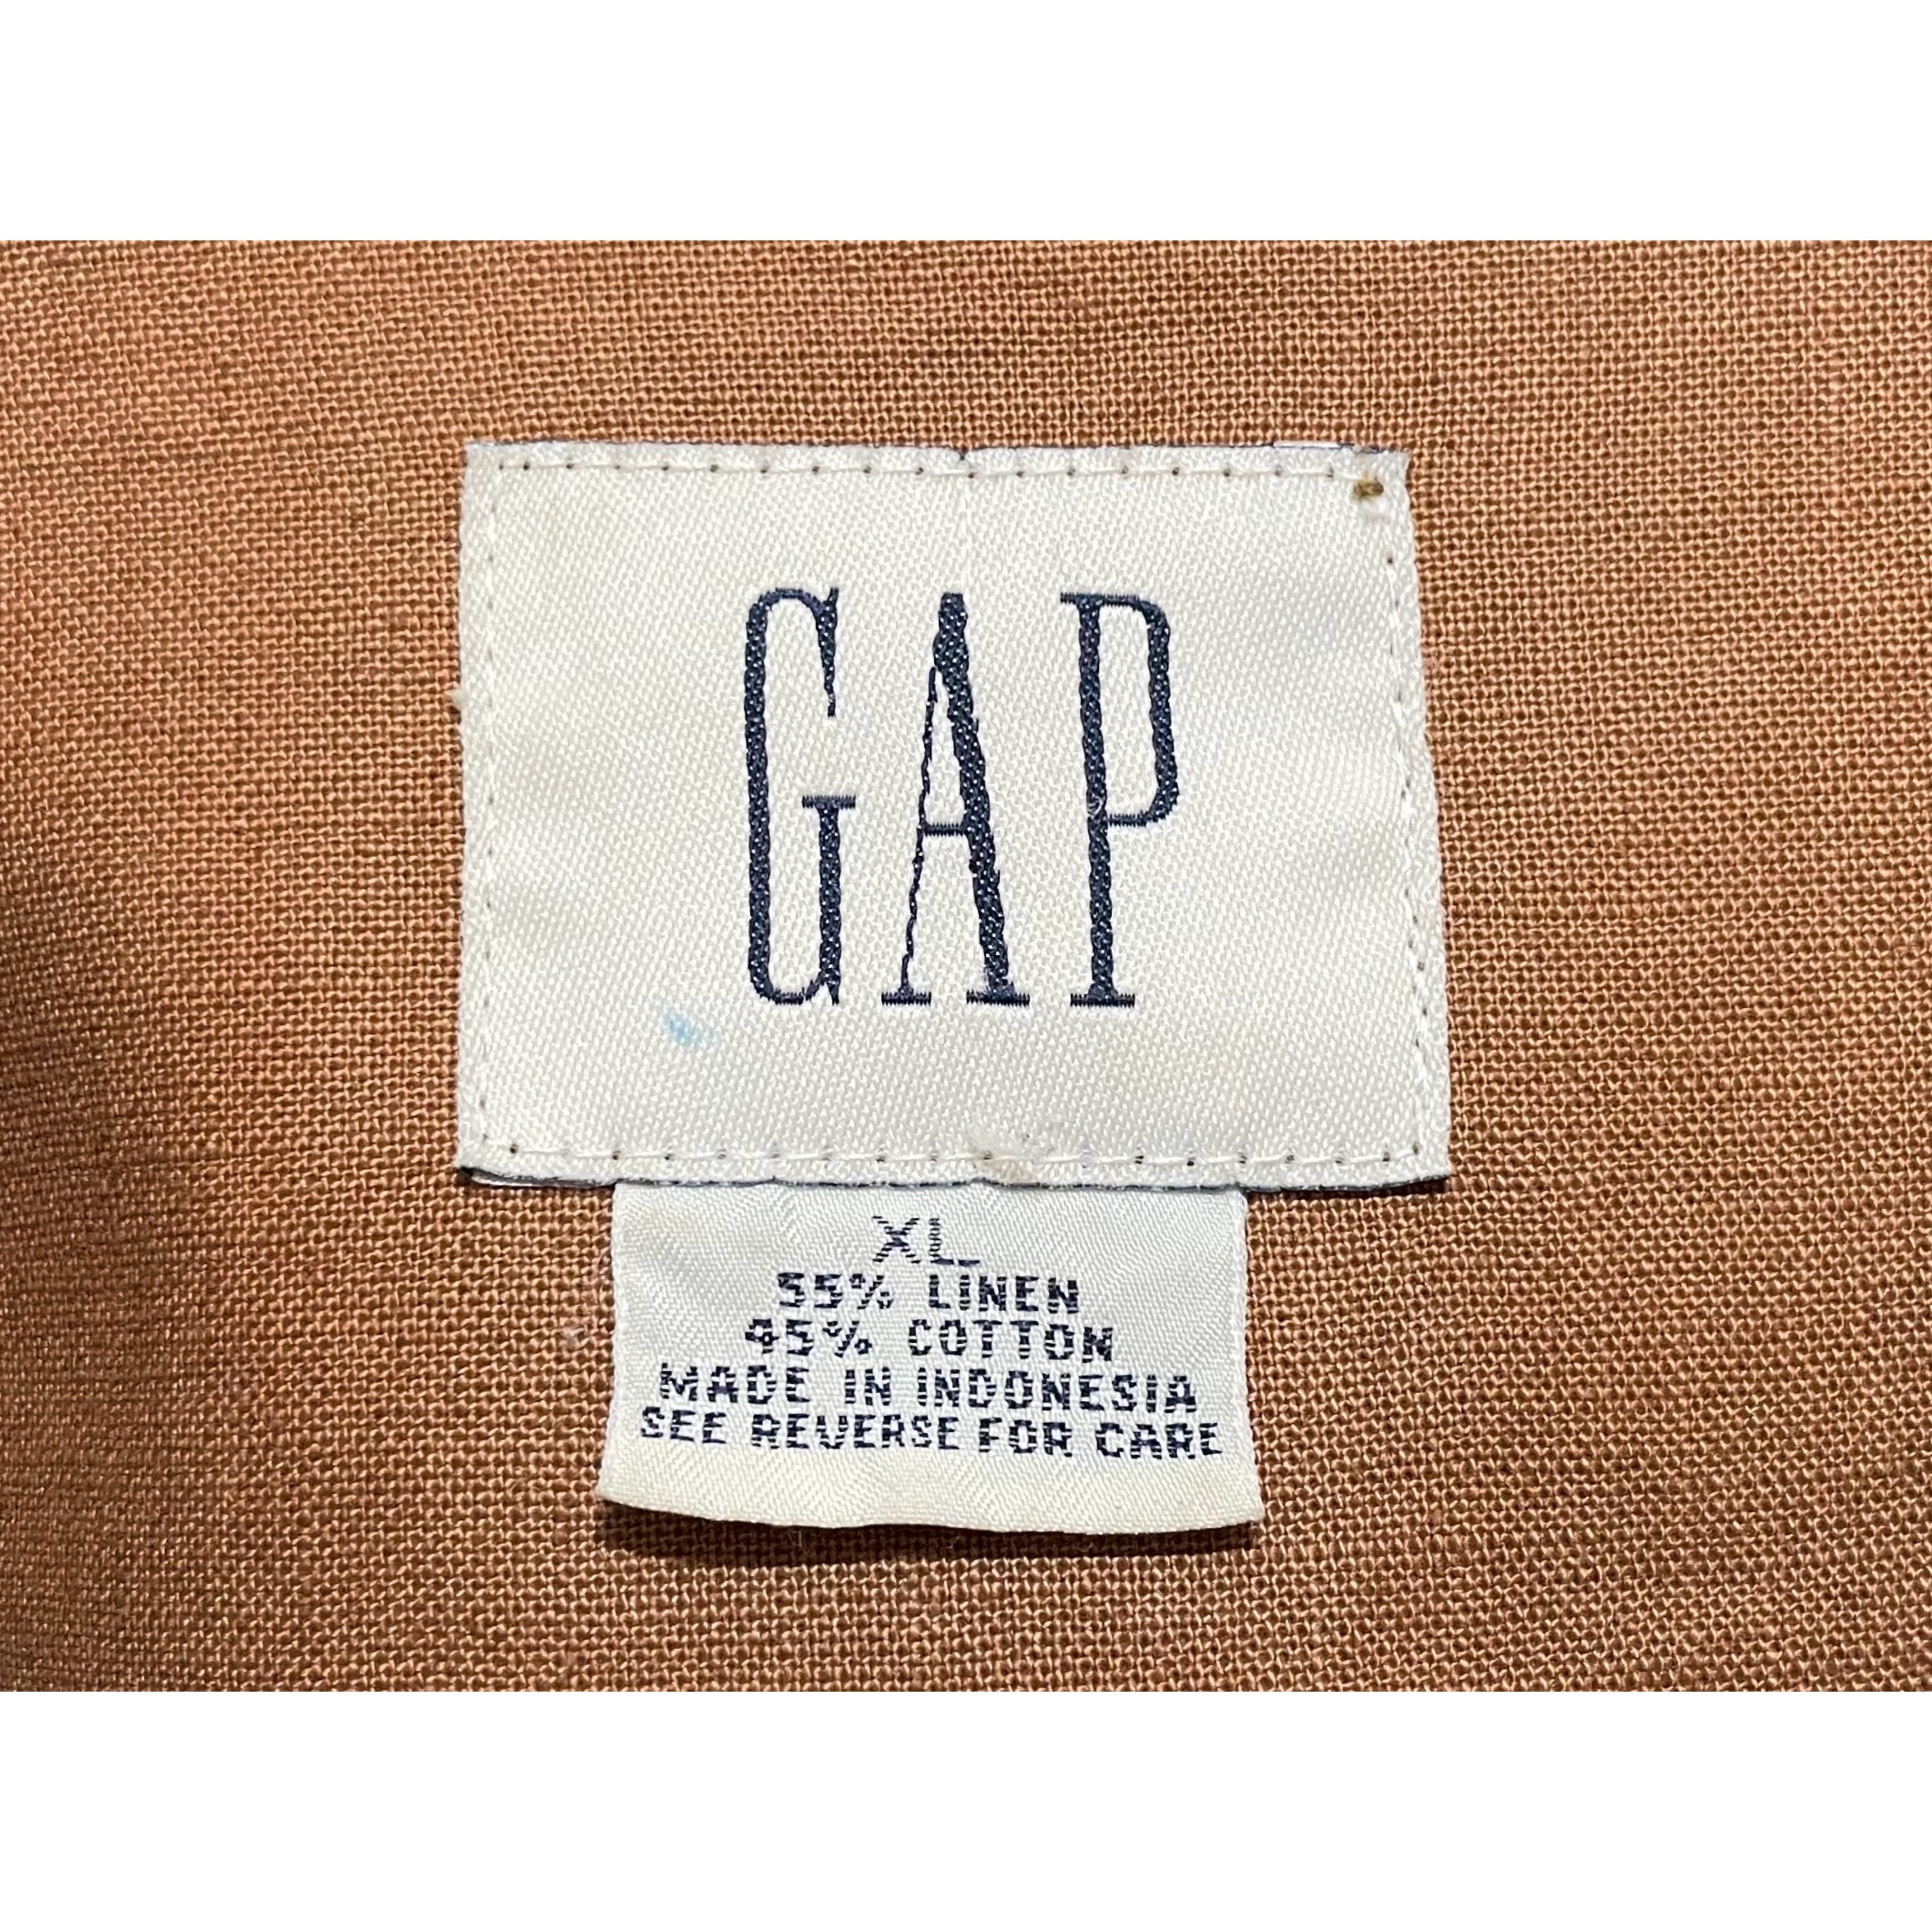 GAP
XL
55% LINEN
45% COTTON
MADE IN INDONESIA
SEE REVERSE FOR CARE